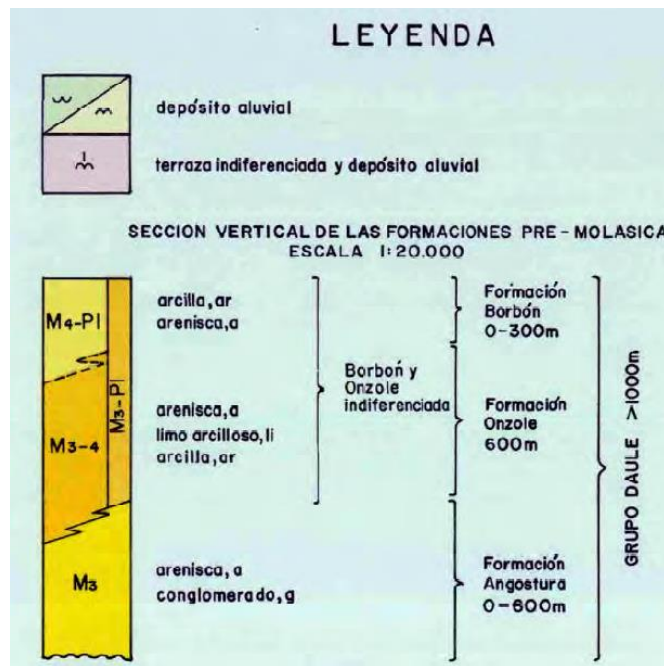 LEYENDA
depósito aluvial
terraza indiferenciada y depósito aluvial
SECCION VERTICAL DE LAS FORMACIONES PRE-MOLASICA
ESCALA 1:20.000
M4-Pl
M3-Pl
M3-4
M3
arcilla, ar
arenisca, a
arenisca, a
limo arcilloso, li
arcilla, ar
arenisca, a
conglomerado, g
Borbón y
Onzole
indiferenciada
Formación
Borbón
0-300m
Formación
Onzole
600m
Formación
Angostura
0-600m
GRUPO DAULE >1000m